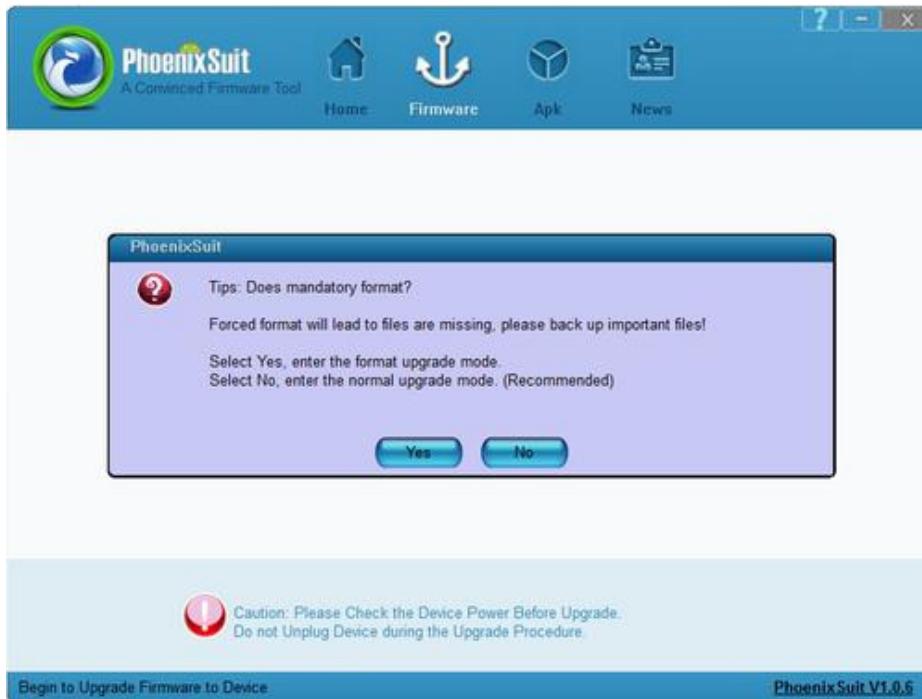 ? - X
PhoenixSuit
A Convinced Firmware Tool
Home Firmware Apk News
PhoenixSuit
Tips: Does mandatory format?
Forced format will lead to files are missing, please back up important files!
Select Yes, enter the format upgrade mode.
Select No, enter the normal upgrade mode. (Recommended)
Yes No
Caution: Please Check the Device Power Before Upgrade.
Do not Unplug Device during the Upgrade Procedure.
Begin to Upgrade Firmware to Device PhoenixSuit V1.0.6